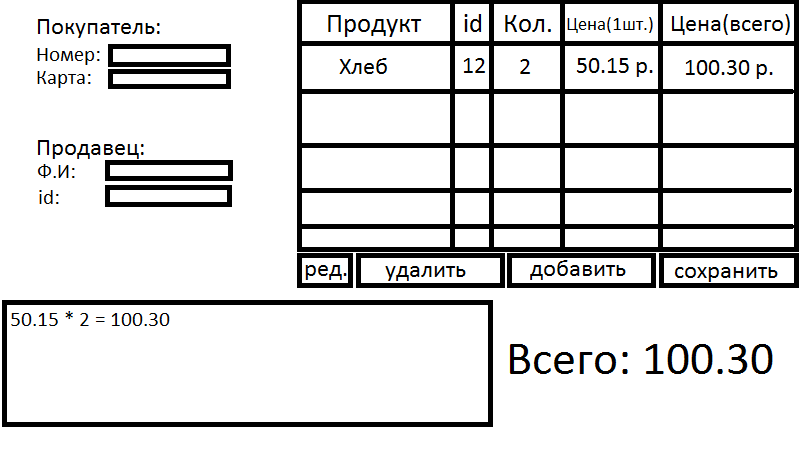 Покупатель:
Номер:
Карта:
Продавец:
Ф.И:
id:
Продукт id Кол. Цена(1шт.) Цена(всего)
Хлеб 12 2 50.15 р. 100.30 р.
ред. удалить добавить сохранить
50.15 * 2 = 100.30
Всего: 100.30